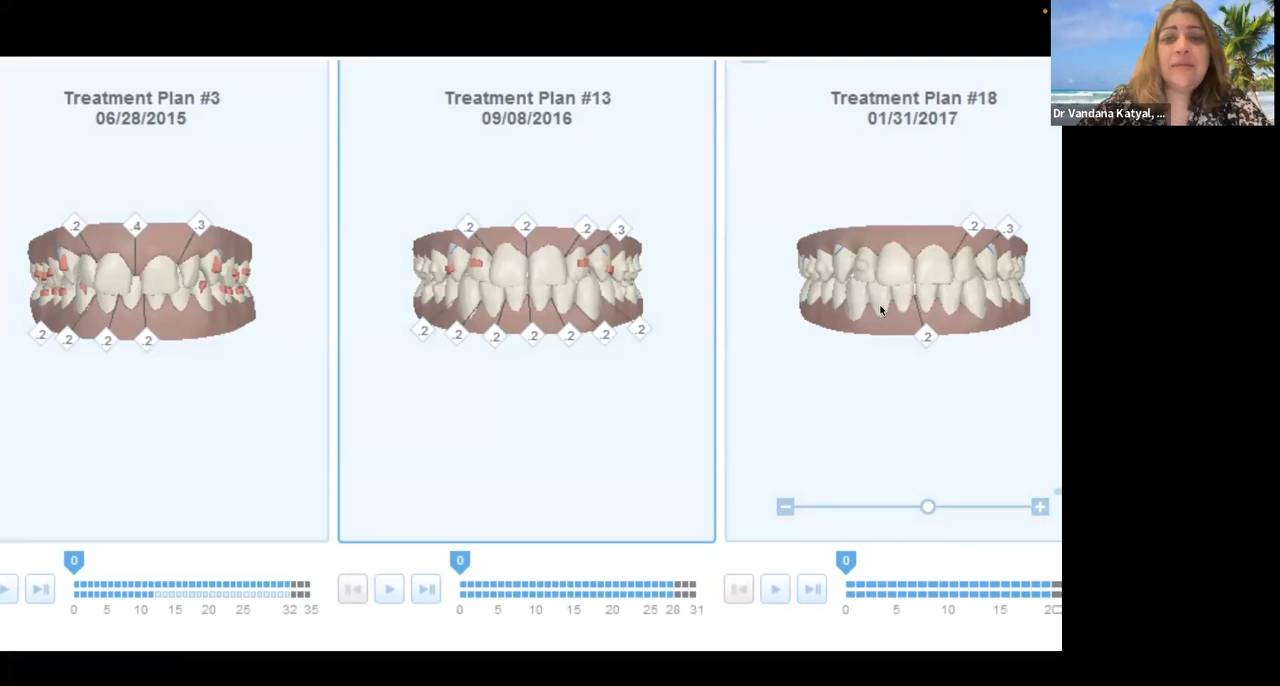 Treatment Plan #3
06/28/2015
.2 .4 .3
.2 .2 .2 .2
0
0 5 10 15 20 25 32 35
Treatment Plan #13
09/08/2016
.2 .2 .2 .3
.2 .2 .2 .2 .2 .2 .2
0
0 5 10 15 20 25 28 31
Treatment Plan #18
01/31/2017
.2 .3
.2
0
0 5 10 15
Dr Vandana Katyal, ...